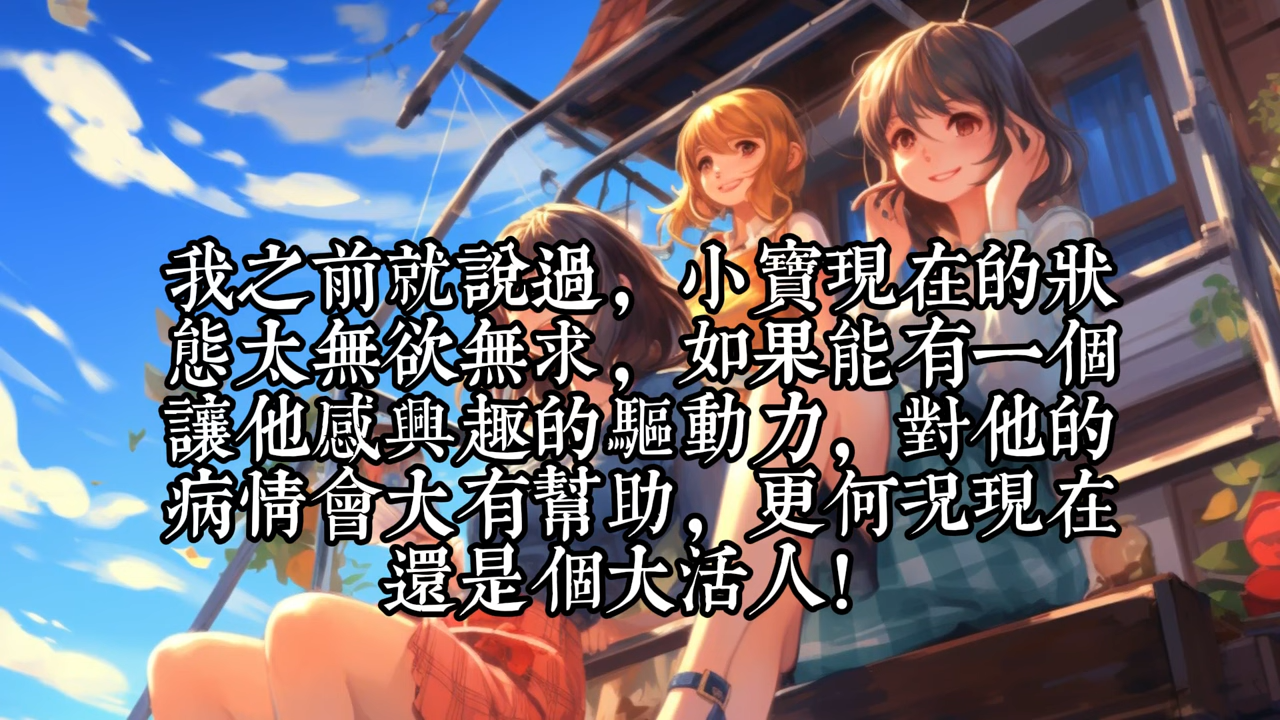 我之前就說過，小寶現在的狀
態太無欲無求，如果能有一個
讓他感興趣的驅動力，對他的
病情會大有幫助，更何況現在
還是個大活人！